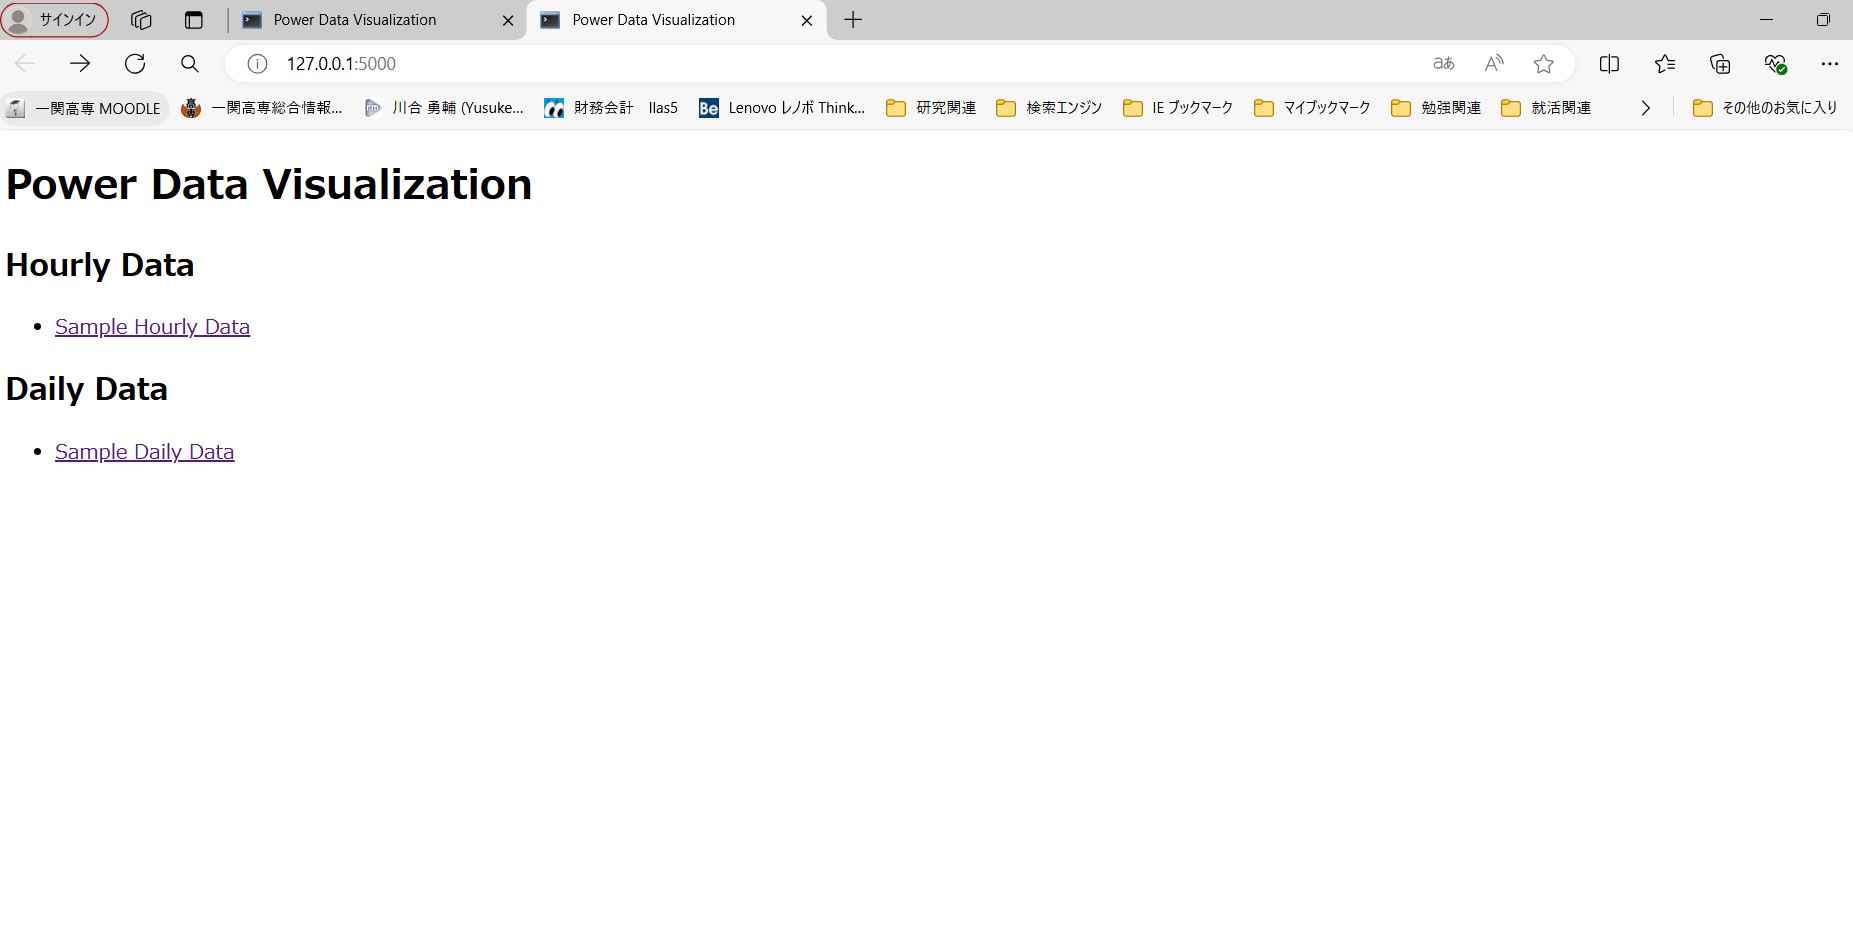 サインイン
Power Data Visualization
Power Data Visualization
127.0.0.1:5000
aあ
一関高専 MOODLE
一関高専総合情報...
川合 勇輔 (Yusuke...
財務会計 Ilas5
Be Lenovo レノボ Think...
研究関連
検索エンジン
IE ブックマーク
マイブックマーク
勉強関連
就活関連
その他のお気に入り
Power Data Visualization
Hourly Data
Sample Hourly Data
Daily Data
Sample Daily Data